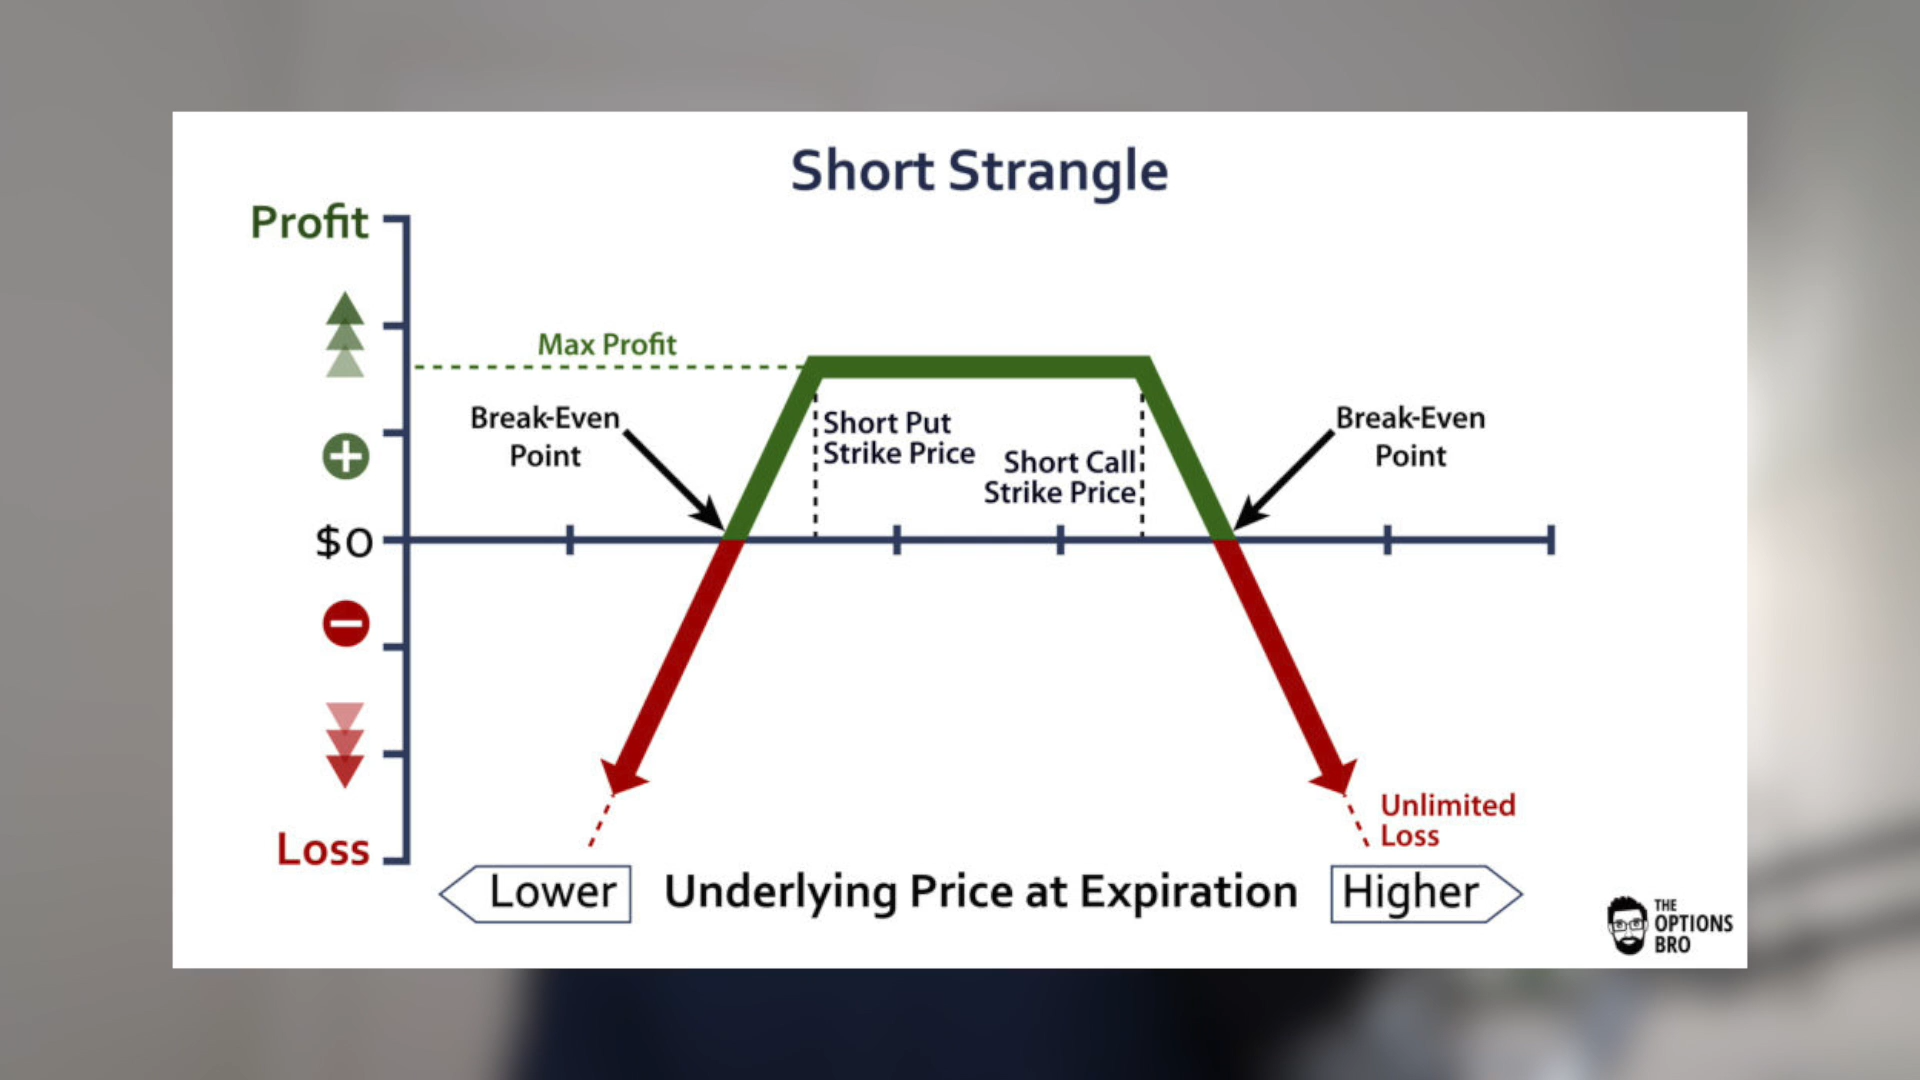 Short Strangle
Profit
Max Profit
Break-Even
Point
Short Put
Strike Price
Short Call
Strike Price
Break-Even
Point
$0
Unlimited
Loss
Loss
Lower
Underlying Price at Expiration
Higher
THE
OPTIONS
BRO